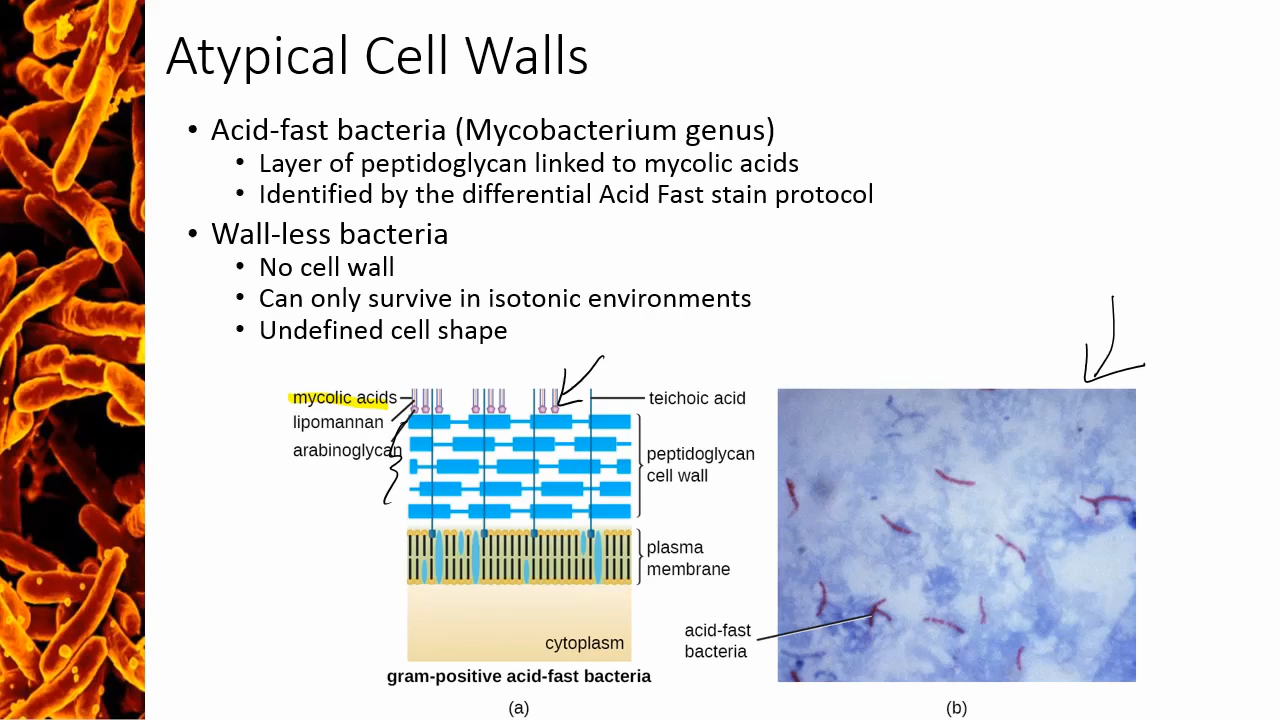 Atypical Cell Walls
• Acid-fast bacteria (Mycobacterium genus)
• Layer of peptidoglycan linked to mycolic acids
• Identified by the differential Acid Fast stain protocol
• Wall-less bacteria
• No cell wall
• Can only survive in isotonic environments
• Undefined cell shape
mycolic acids
lipomannan
arabinoglycan
teichoic acid
peptidoglycan
cell wall
plasma
membrane
cytoplasm
gram-positive acid-fast bacteria
(a)
acid-fast
bacteria
(b)